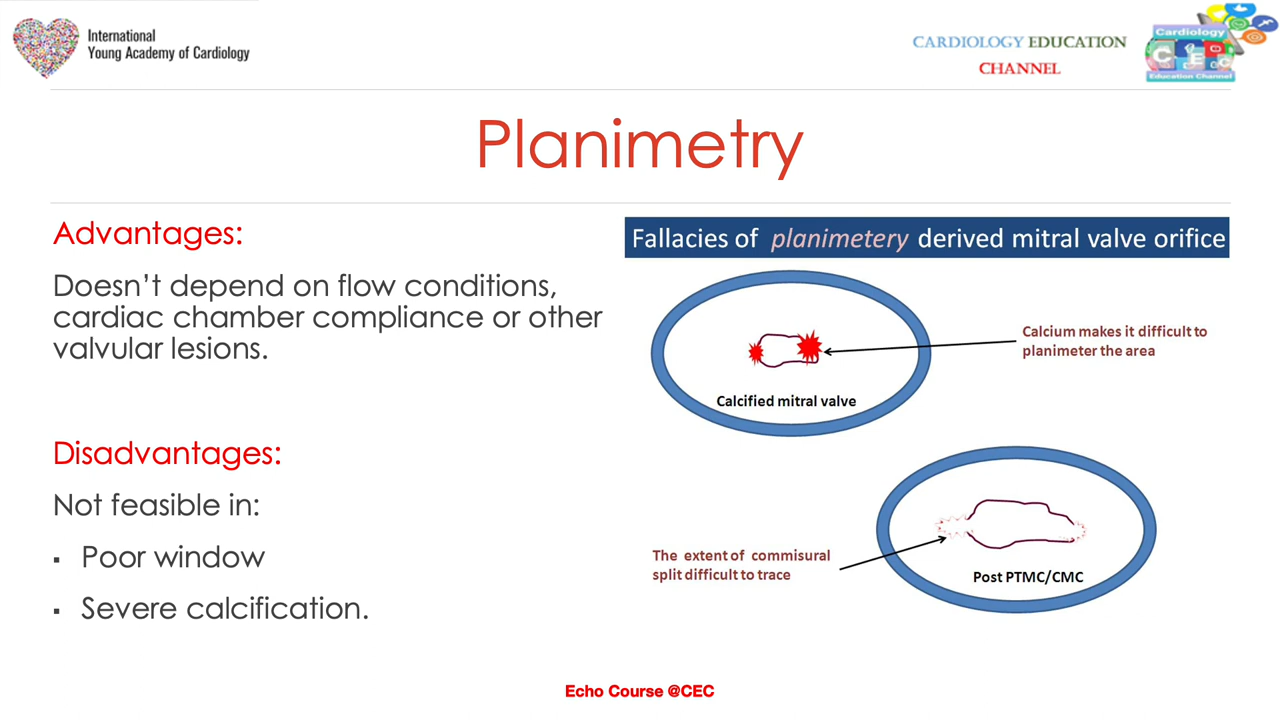 International
Young Academy of Cardiology
CARDIOLOGY EDUCATION
CHANNEL
Cardiology
C E P C
Education Channel
Planimetry
Advantages:
Doesn’t depend on flow conditions,
cardiac chamber compliance or other
valvular lesions.
Disadvantages:
Not feasible in:
▪ Poor window
▪ Severe calcification.
Fallacies of planimetery derived mitral valve orifice
Calcium makes it difficult to
planimeter the area
Calcified mitral valve
The extent of commisural
split difficult to trace
Post PTMC/CMC
Echo Course @CEC